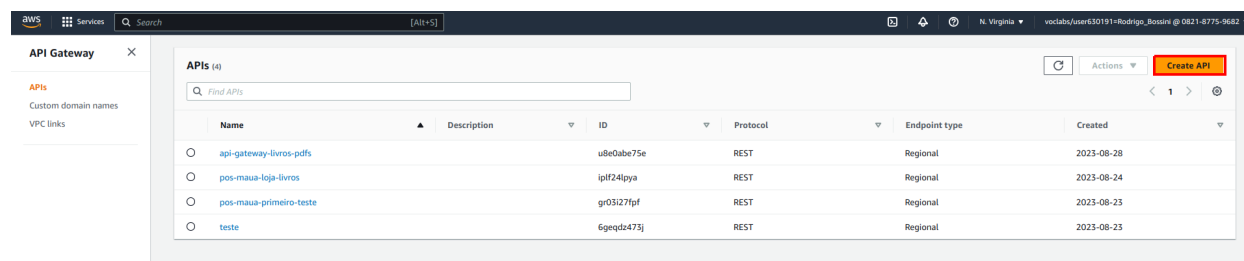 aws Services Search [Alt+S] N. Virginia voclabs/user630191=Rodrigo_Bossini @ 0821-8775-9682
API Gateway
APIs
Custom domain names
VPC links
APIs (4) Actions Create API
Find APIs 1
Name Description ID Protocol Endpoint type Created
api-gateway-livros-pdfs u8e0abe75e REST Regional 2023-08-28
pos-maua-loja-livros iplf24lpya REST Regional 2023-08-24
pos-maua-primeiro-teste gr03i27fpf REST Regional 2023-08-23
teste 6geqdz473j REST Regional 2023-08-23